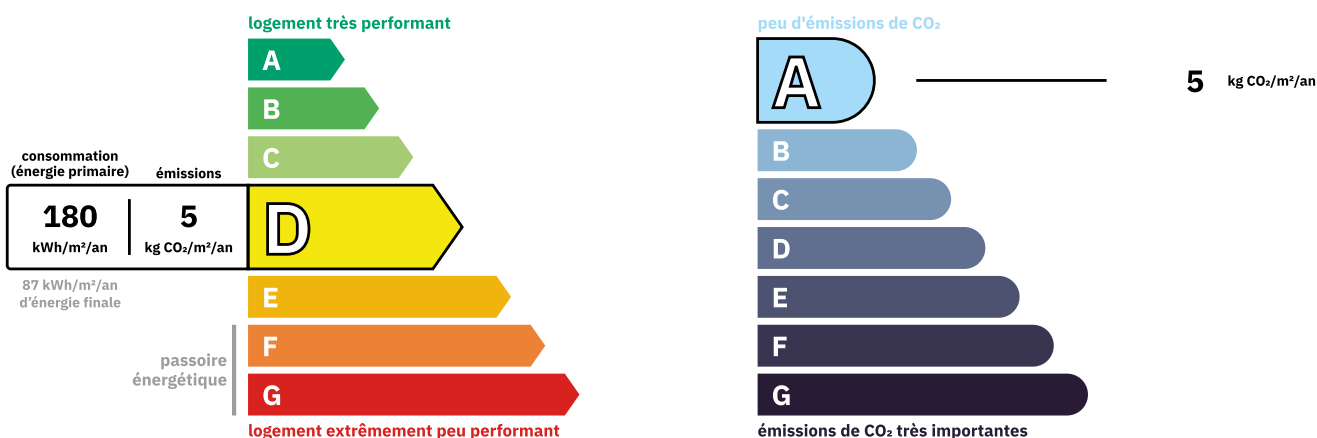 logement très performant
A
B
C
consommation
(énergie primaire)
émissions
180
kWh/m²/an
5
kg CO₂/m²/an
D
87 kWh/m²/an
d'énergie finale
E
passoire
énergétique
F
G
logement extrêmement peu performant
peu d'émissions de CO₂
A
5 kg CO₂/m²/an
B
C
D
E
F
G
émissions de CO₂ très importantes